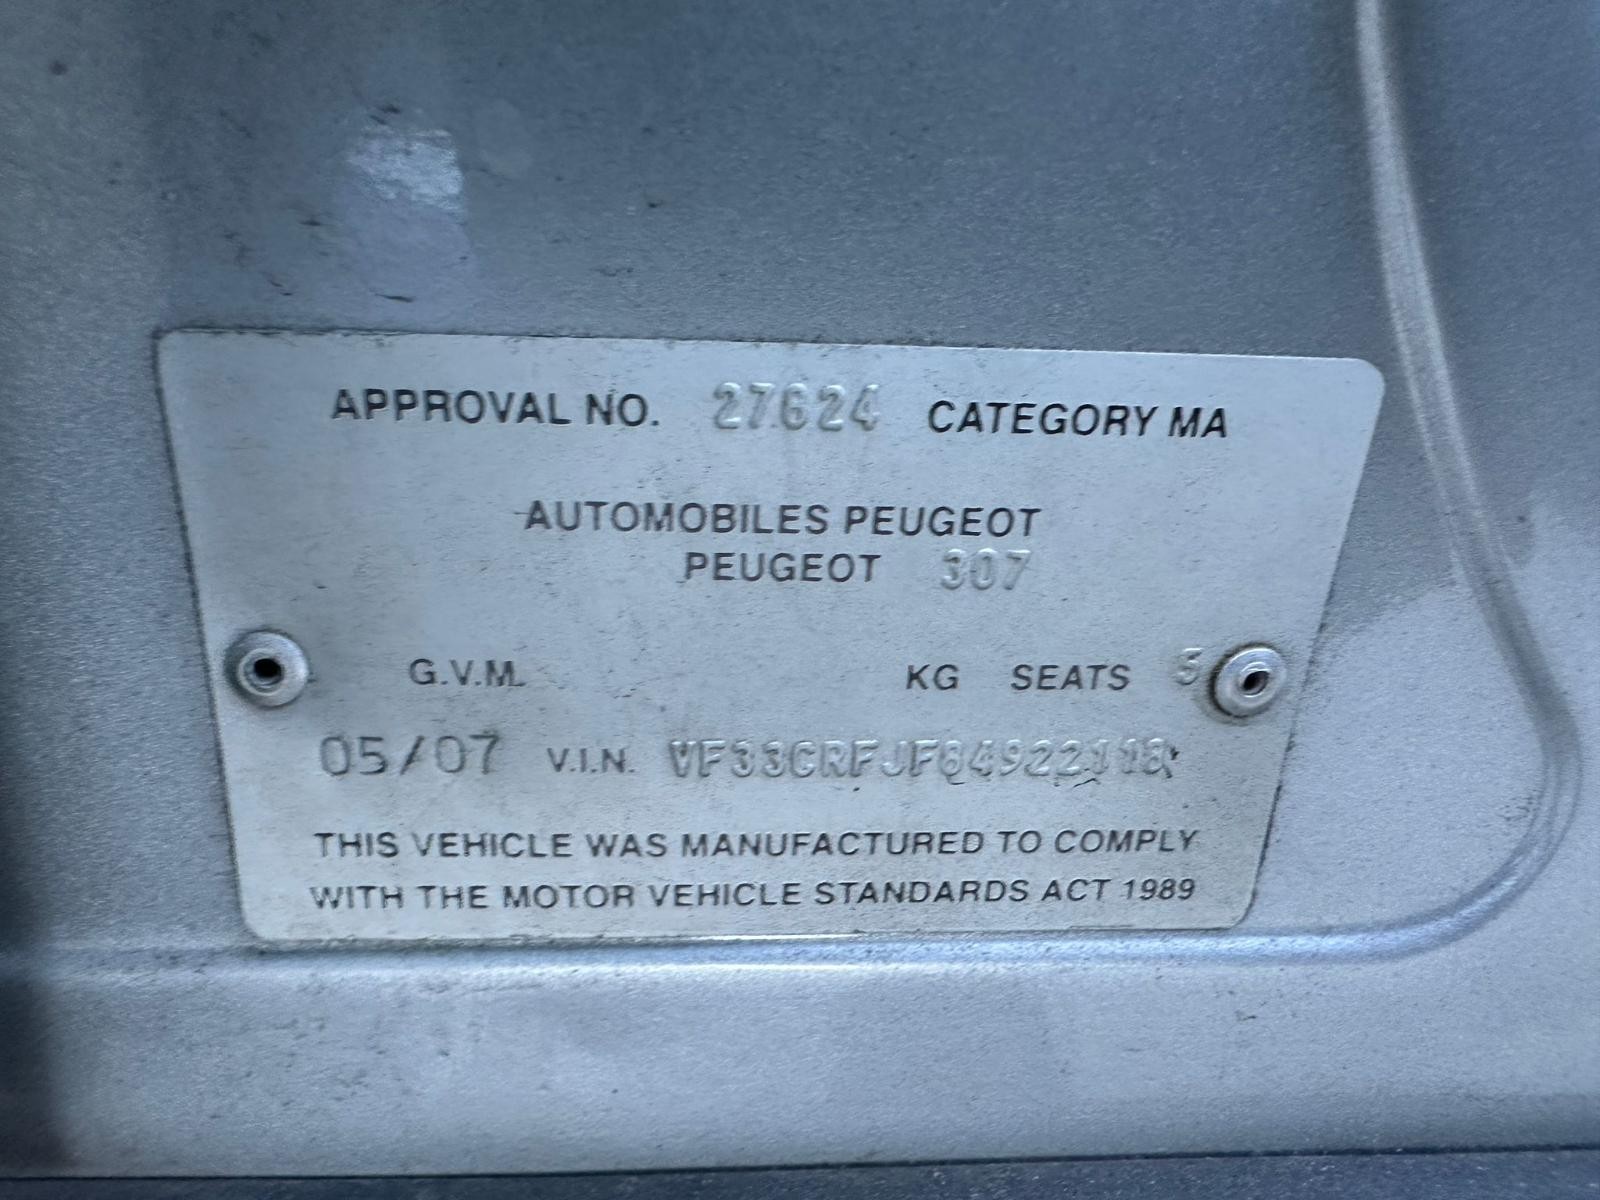 APPROVAL NO. 27624 CATEGORY MA
AUTOMOBILES PEUGEOT
PEUGEOT 307
G.V.M. KG SEATS 5
05/07 V.I.N. VF33CRFJF84922118
THIS VEHICLE WAS MANUFACTURED TO COMPLY
WITH THE MOTOR VEHICLE STANDARDS ACT 1989